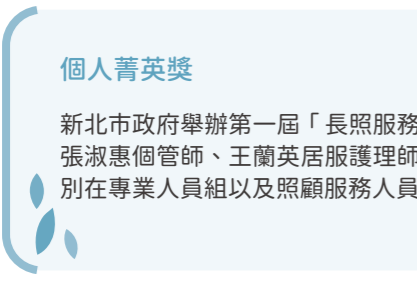 個人菁英獎
新北市政府舉辦第一屆「長照服務
張淑惠個管師、王蘭英居服護理師
別在專業人員組以及照顧服務人員